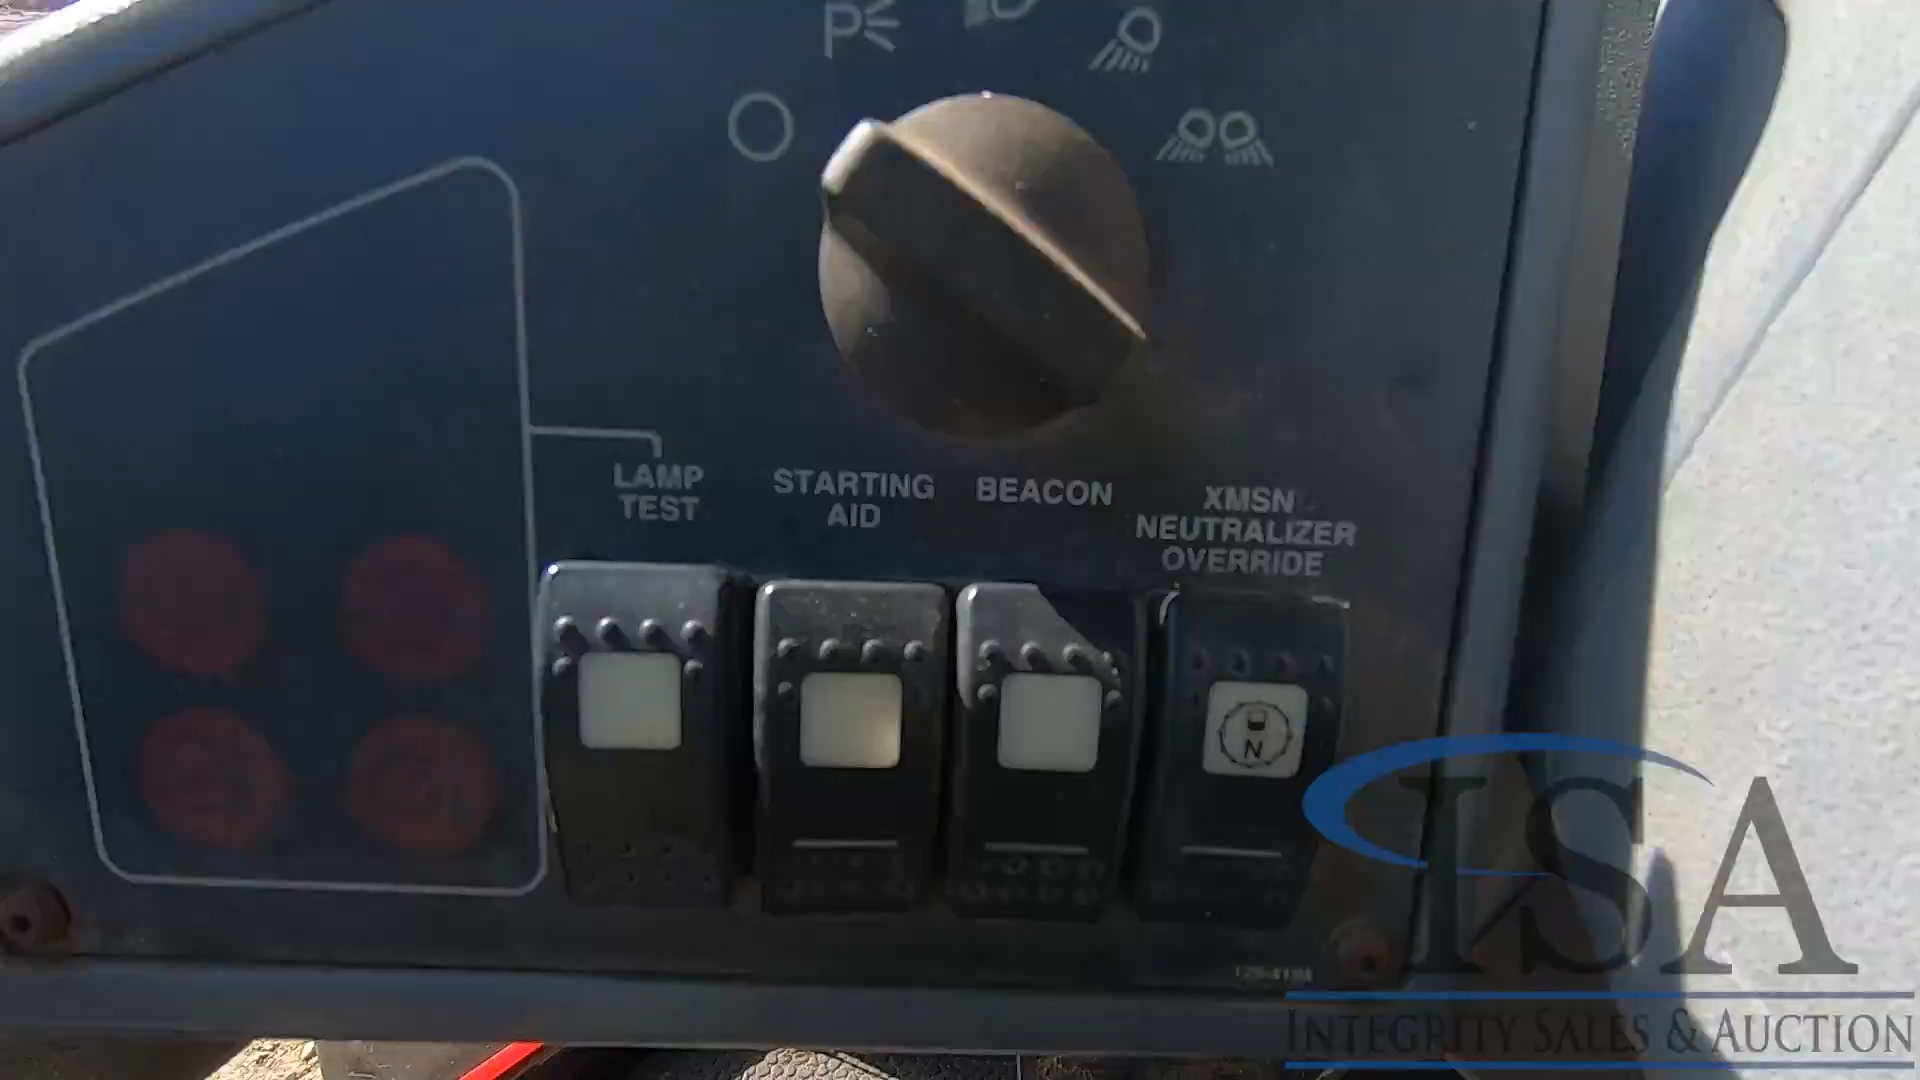 P
LAMP
TEST
STARTING
AID
BEACON
XMSN
NEUTRALIZER
OVERRIDE
N
ISA
INTEGRITY SALES & AUCTION